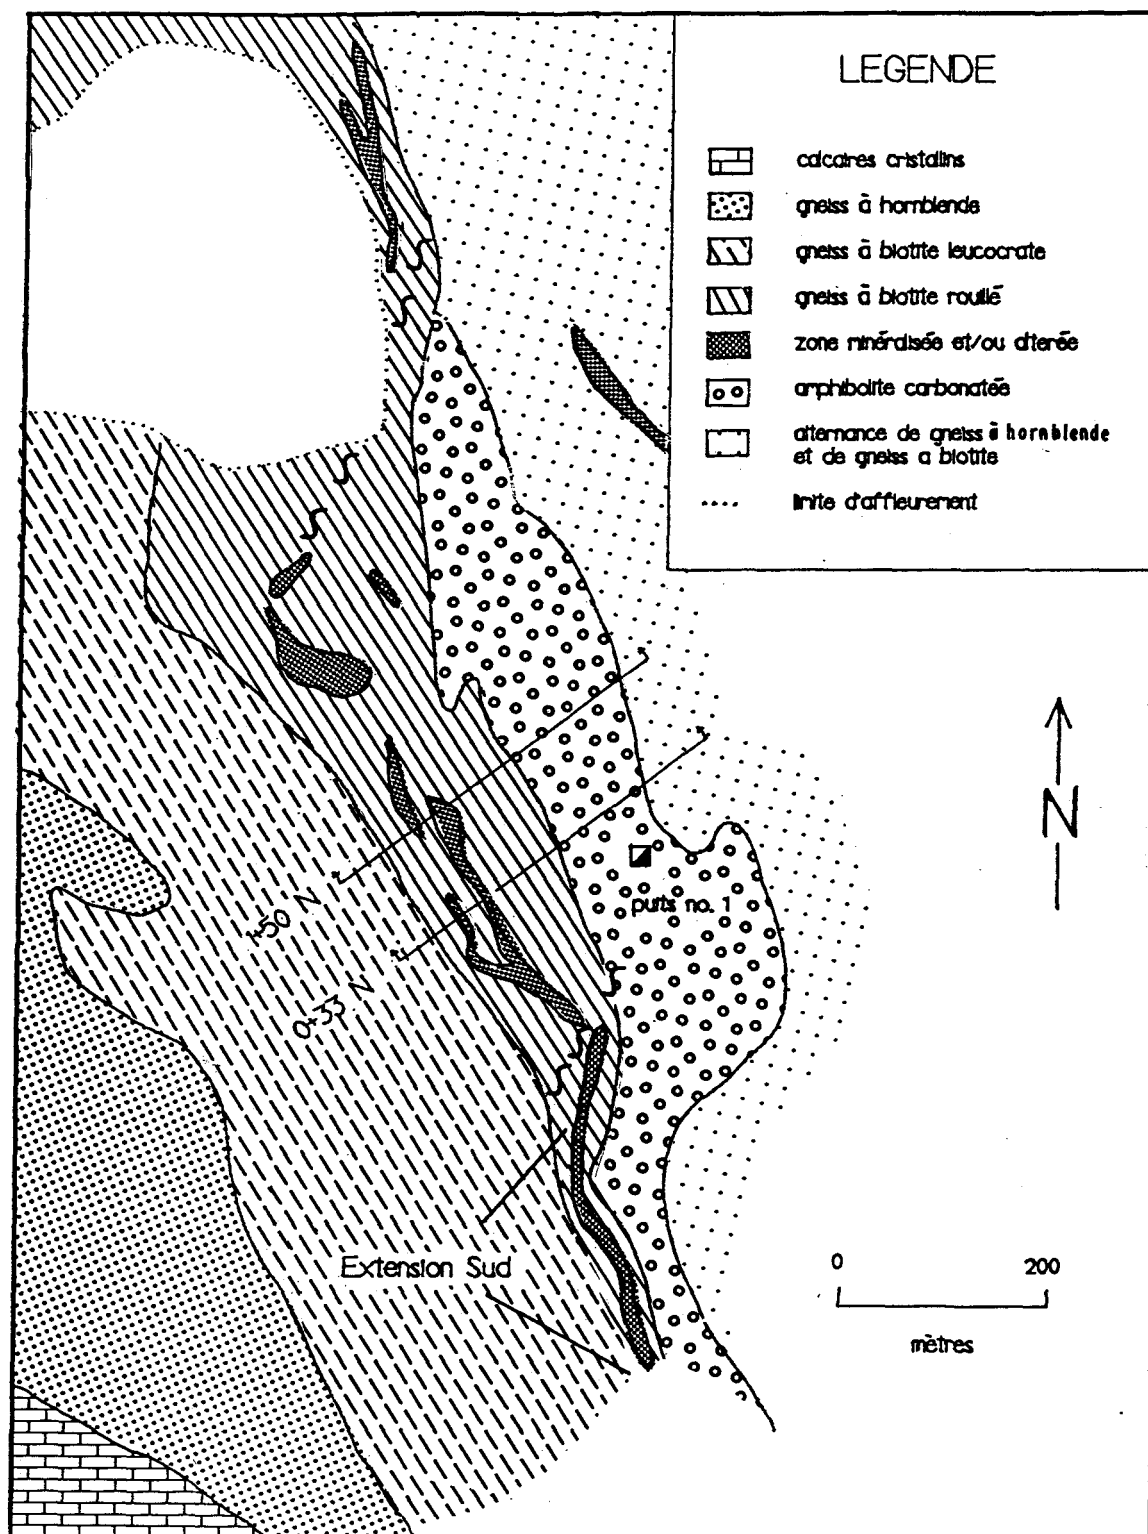 LEGENDE
calcaires cristallins
gneiss à hornblende
gneiss à biotite leucocrate
gneiss à biotite rouillé
zone minéralisée et/ou alterée
amphibolite carbonatée
alternance de gneiss à hornblende
et de gneiss a biotite
limite d'affleurement
N
puits no. 1
1+50 N
0+33 N
Extension Sud
0 200
mètres